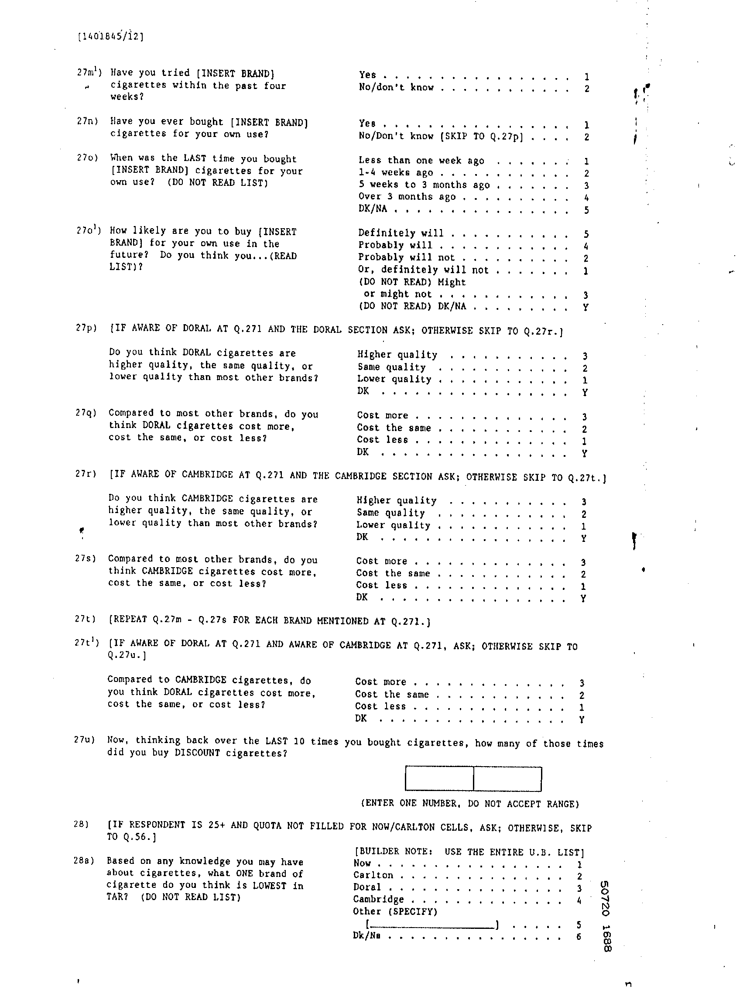 [1401845/12]
27m¹) Have you tried [INSERT BRAND] Yes . . . . . . . . . . . . . . . . . 1
cigarettes within the past four No/don't know . . . . . . . . . . . . 2
weeks?
27n) Have you ever bought [INSERT BRAND] Yes . . . . . . . . . . . . . . . . . 1
cigarettes for your own use? No/Don't know [SKIP TO Q.27p] . . . . 2
27o) When was the LAST time you bought Less than one week ago . . . . . . . 1
[INSERT BRAND] cigarettes for your 1-4 weeks ago . . . . . . . . . . . . 2
own use? (DO NOT READ LIST) 5 weeks to 3 months ago . . . . . . . 3
Over 3 months ago . . . . . . . . . . 4
DK/NA . . . . . . . . . . . . . . . . 5
27o¹) How likely are you to buy [INSERT Definitely will . . . . . . . . . . . 5
BRAND] for your own use in the Probably will . . . . . . . . . . . . 4
future? Do you think you...(READ Probably will not . . . . . . . . . . 2
LIST)? Or, definitely will not . . . . . . . 1
(DO NOT READ) Might
or might not . . . . . . . . . . . . 3
(DO NOT READ) DK/NA . . . . . . . . . Y
27p) [IF AWARE OF DORAL AT Q.271 AND THE DORAL SECTION ASK; OTHERWISE SKIP TO Q.27r.]
Do you think DORAL cigarettes are Higher quality . . . . . . . . . . . 3
higher quality, the same quality, or Same quality . . . . . . . . . . . . 2
lower quality than most other brands? Lower quality . . . . . . . . . . . . 1
DK . . . . . . . . . . . . . . . . . Y
27q) Compared to most other brands, do you Cost more . . . . . . . . . . . . . . 3
think DORAL cigarettes cost more, Cost the same . . . . . . . . . . . . 2
cost the same, or cost less? Cost less . . . . . . . . . . . . . . 1
DK . . . . . . . . . . . . . . . . . Y
27r) [IF AWARE OF CAMBRIDGE AT Q.271 AND THE CAMBRIDGE SECTION ASK; OTHERWISE SKIP TO Q.27t.]
Do you think CAMBRIDGE cigarettes are Higher quality . . . . . . . . . . . 3
higher quality, the same quality, or Same quality . . . . . . . . . . . . 2
lower quality than most other brands? Lower quality . . . . . . . . . . . . 1
DK . . . . . . . . . . . . . . . . . Y
27s) Compared to most other brands, do you Cost more . . . . . . . . . . . . . . 3
think CAMBRIDGE cigarettes cost more, Cost the same . . . . . . . . . . . . 2
cost the same, or cost less? Cost less . . . . . . . . . . . . . . 1
DK . . . . . . . . . . . . . . . . . Y
27t) [REPEAT Q.27m - Q.27s FOR EACH BRAND MENTIONED AT Q.271.]
27t¹) [IF AWARE OF DORAL AT Q.271 AND AWARE OF CAMBRIDGE AT Q.271, ASK; OTHERWISE SKIP TO
Q.27u.]
Compared to CAMBRIDGE cigarettes, do Cost more . . . . . . . . . . . . . . 3
you think DORAL cigarettes cost more, Cost the same . . . . . . . . . . . . 2
cost the same, or cost less? Cost less . . . . . . . . . . . . . . 1
DK . . . . . . . . . . . . . . . . . Y
27u) Now, thinking back over the LAST 10 times you bought cigarettes, how many of those times
did you buy DISCOUNT cigarettes?
(ENTER ONE NUMBER, DO NOT ACCEPT RANGE)
28) [IF RESPONDENT IS 25+ AND QUOTA NOT FILLED FOR NOW/CARLTON CELLS, ASK; OTHERWISE, SKIP
TO Q.56.]
[BUILDER NOTE: USE THE ENTIRE U.B. LIST]
28a) Based on any knowledge you may have Now . . . . . . . . . . . . . . . . . 1
about cigarettes, what ONE brand of Carlton . . . . . . . . . . . . . . . 2
cigarette do you think is LOWEST in Doral . . . . . . . . . . . . . . . . 3
TAR? (DO NOT READ LIST) Cambridge . . . . . . . . . . . . . . 4
Other (SPECIFY)
[____________________] . . . . . 5
Dk/Na . . . . . . . . . . . . . . . . 6
50720 1688